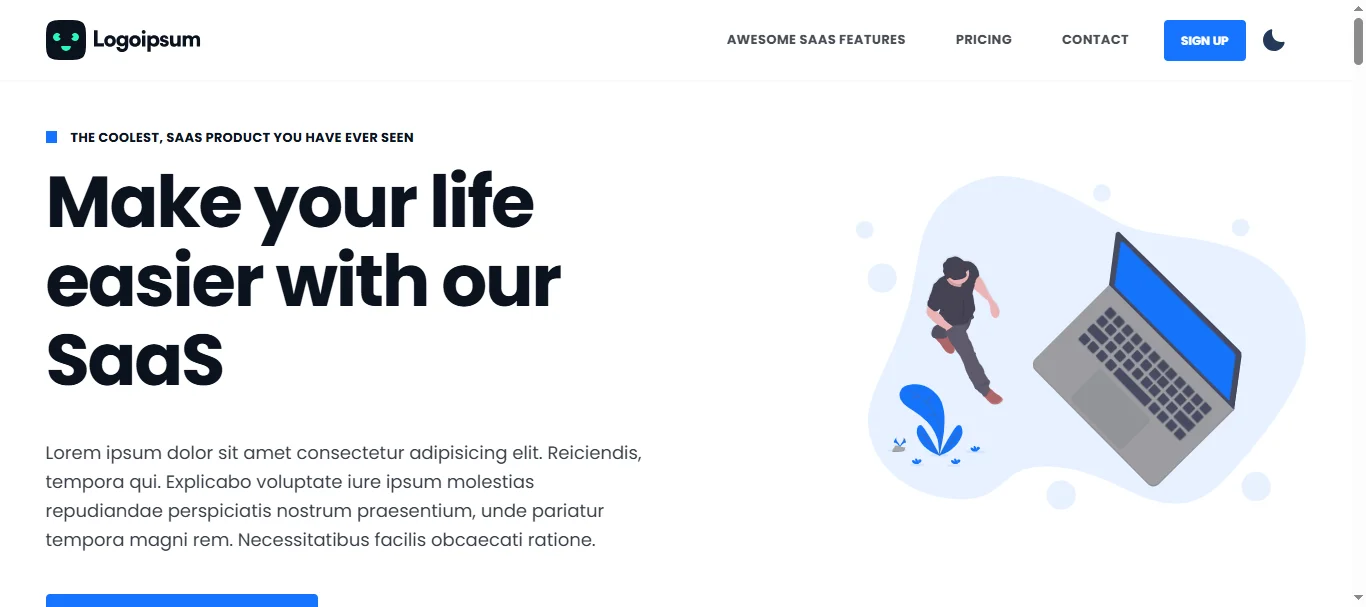 Logoipsum
AWESOME SAAS FEATURES
PRICING
CONTACT
SIGN UP
THE COOLEST, SAAS PRODUCT YOU HAVE EVER SEEN
Make your life
easier with our
SaaS
Lorem ipsum dolor sit amet consectetur adipisicing elit. Reiciendis,
tempora qui. Explicabo voluptate iure ipsum molestias
repudiandae perspiciatis nostrum praesentium, unde pariatur
tempora magni rem. Necessitatibus facilis obcaecati ratione.